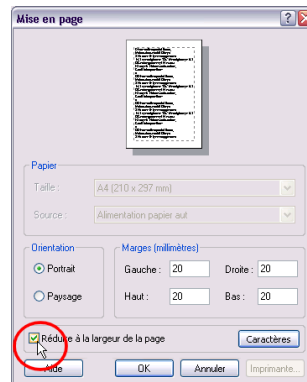 Mise en page
Papier
Taille :
A4 (210 x 297 mm)
Source :
Alimentation papier aut
Orientation
Portrait
Paysage
Marges (millimètres)
Gauche : 20 Droite : 20
Haut : 20 Bas : 20
Réduire à la largeur de la page
Caractères
Aide
OK
Annuler
Imprimante...